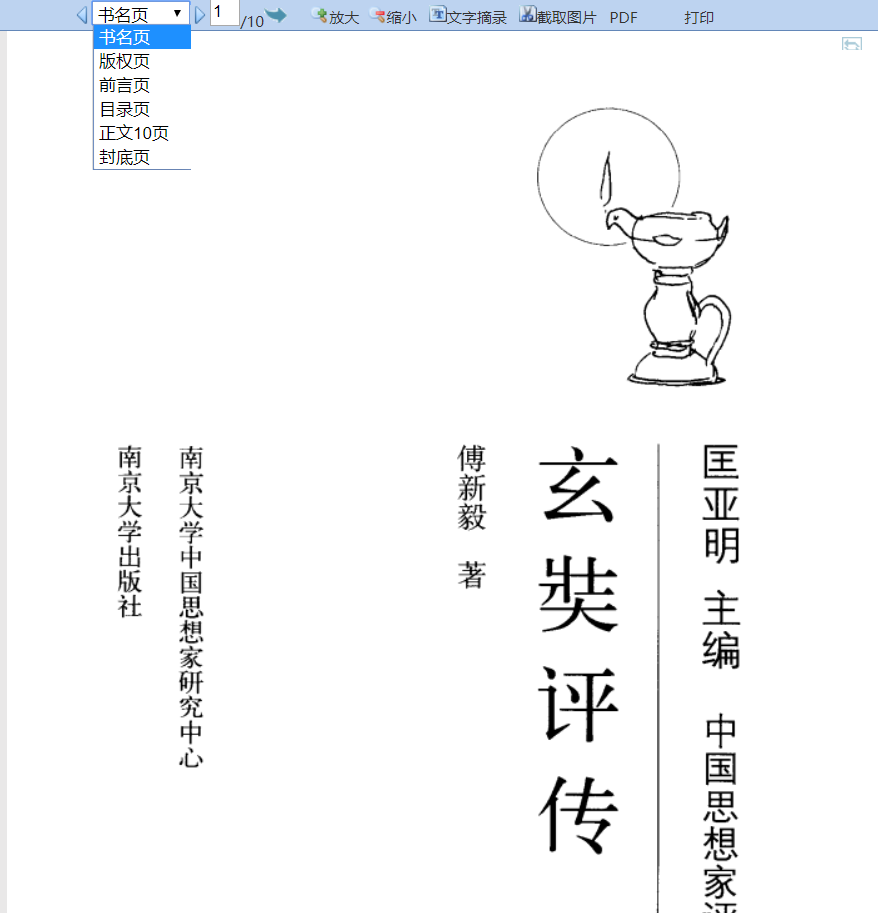 书名页
1
/10
放大
缩小
文字摘录
截取图片
PDF
打印
书名页
版权页
前言页
目录页
正文10页
封底页
匡亚明 主编 中国思想家评
玄奘评传
傅新毅 著
南京大学中国思想家研究中心
南京大学出版社